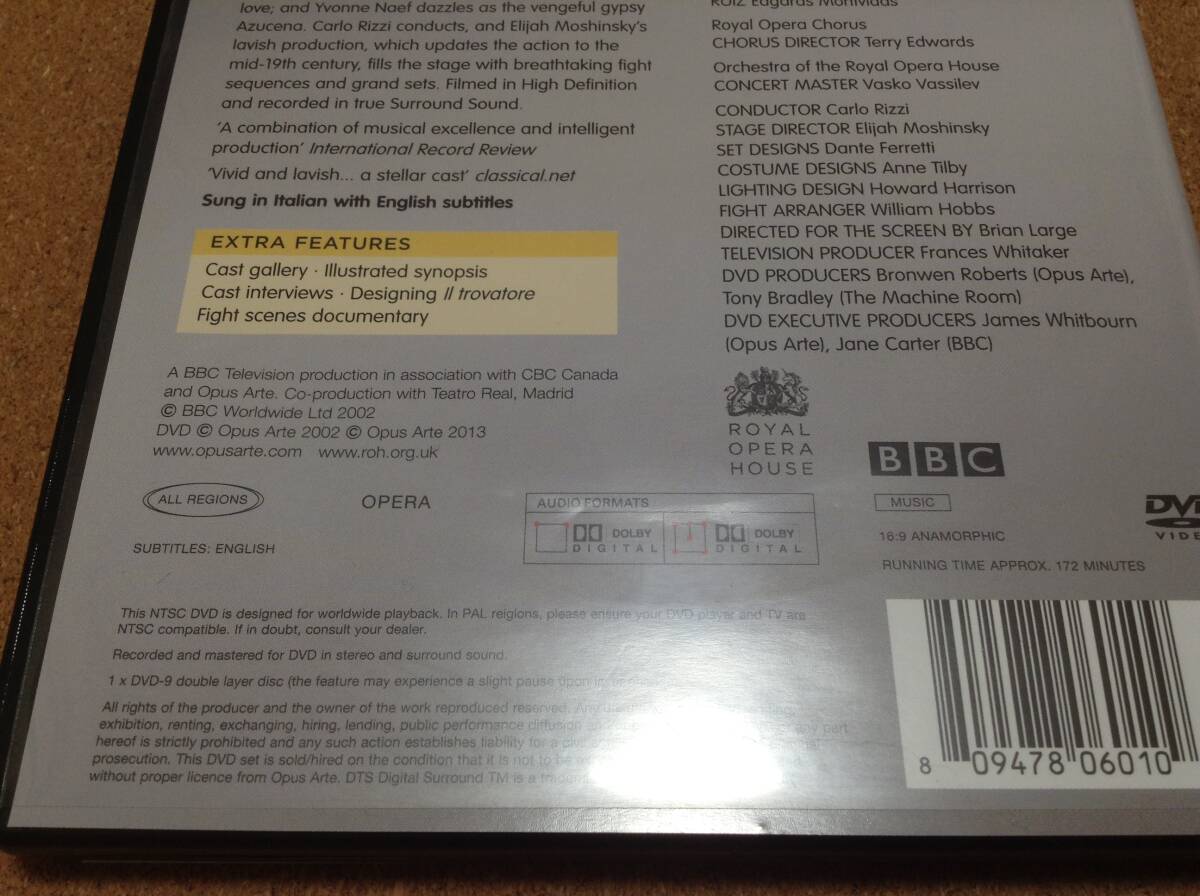 love; and Yvonne Naef dazzles as the vengeful gypsy
Azucena. Carlo Rizzi conducts, and Elijah Moshinsky's
lavish production, which updates the action to the
mid-19th century, fills the stage with breathtaking fight
sequences and grand sets. Filmed in High Definition
and recorded in true Surround Sound.
'A combination of musical excellence and intelligent
production' International Record Review
'Vivid and lavish... a stellar cast' classical.net
Sung in Italian with English subtitles
EXTRA FEATURES
Cast gallery · Illustrated synopsis
Cast interviews · Designing Il trovatore
Fight scenes documentary
A BBC Television production in association with CBC Canada
and Opus Arte. Co-production with Teatro Real, Madrid
© BBC Worldwide Ltd 2002
DVD © Opus Arte 2002 © Opus Arte 2013
www.opusarte.com www.roh.org.uk
Royal Opera Chorus
CHORUS DIRECTOR Terry Edwards
Orchestra of the Royal Opera House
CONCERT MASTER Vasko Vassilev
CONDUCTOR Carlo Rizzi
STAGE DIRECTOR Elijah Moshinsky
SET DESIGNS Dante Ferretti
COSTUME DESIGNS Anne Tilby
LIGHTING DESIGN Howard Harrison
FIGHT ARRANGER William Hobbs
DIRECTED FOR THE SCREEN BY Brian Large
TELEVISION PRODUCER Frances Whitaker
DVD PRODUCERS Bronwen Roberts (Opus Arte),
Tony Bradley (The Machine Room)
DVD EXECUTIVE PRODUCERS James Whitbourn
(Opus Arte), Jane Carter (BBC)
ROYAL
OPERA
HOUSE
BBC
ALL REGIONS
OPERA
AUDIO FORMATS
DOLBY
DIGITAL
DOLBY
DIGITAL
MUSIC
16:9 ANAMORPHIC
RUNNING TIME APPROX. 172 MINUTES
SUBTITLES: ENGLISH
This NTSC DVD is designed for worldwide playback. In PAL reigions, please ensure your DVD player and TV are
NTSC compatible. If in doubt, consult your dealer.
Recorded and mastered for DVD in stereo and surround sound.
1 x DVD-9 double layer disc (the feature may experience a slight pause upon
All rights of the producer and the owner of the work reproduced reserved. Any
exhibition, renting, exchanging, hiring, lending, public performance diffusion any part
hereof is strictly prohibited and any such action establishes liability for a
prosecution. This DVD set is sold/hired on the condition that it is not to be
without proper licence from Opus Arte. DTS Digital Surround TM is a
8 09478 06010